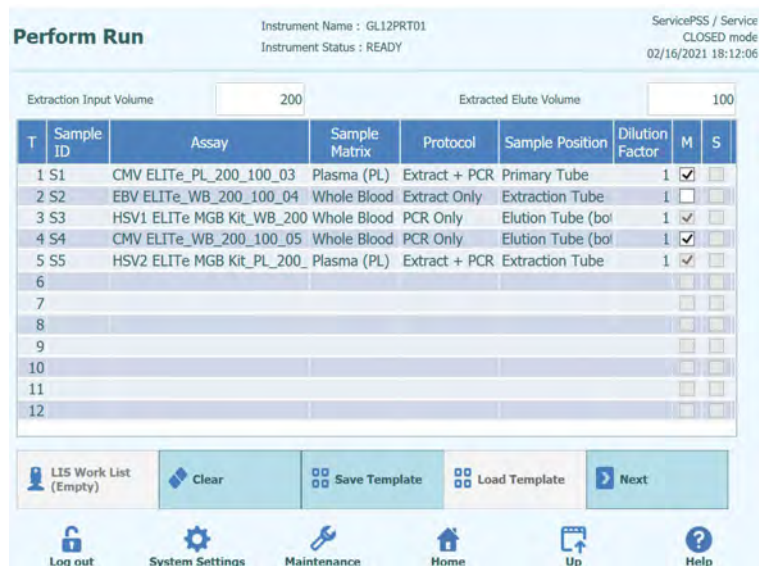 Perform Run
Instrument Name : GL12PRT01
Instrument Status : READY
ServicePSS / Service
CLOSED mode
02/16/2021 18:12:06
Extraction Input Volume 200 Extracted Elute Volume 100
T Sample ID Assay Sample Matrix Protocol Sample Position Dilution Factor M S
1 S1 CMV ELITe_PL_200_100_03 Plasma (PL) Extract + PCR Primary Tube 1
2 S2 EBV ELITe_WB_200_100_04 Whole Blood Extract Only Extraction Tube 1
3 S3 HSV1 ELITe MGB Kit_WB_200 Whole Blood PCR Only Elution Tube (bot 1
4 S4 CMV ELITe_WB_200_100_05 Whole Blood PCR Only Elution Tube (bot 1
5 S5 HSV2 ELITe MGB Kit_PL_200_ Plasma (PL) Extract + PCR Extraction Tube 1
6
7
8
9
10
11
12
LIS Work List (Empty) Clear Save Template Load Template Next
Log out System Settings Maintenance Home Up Help